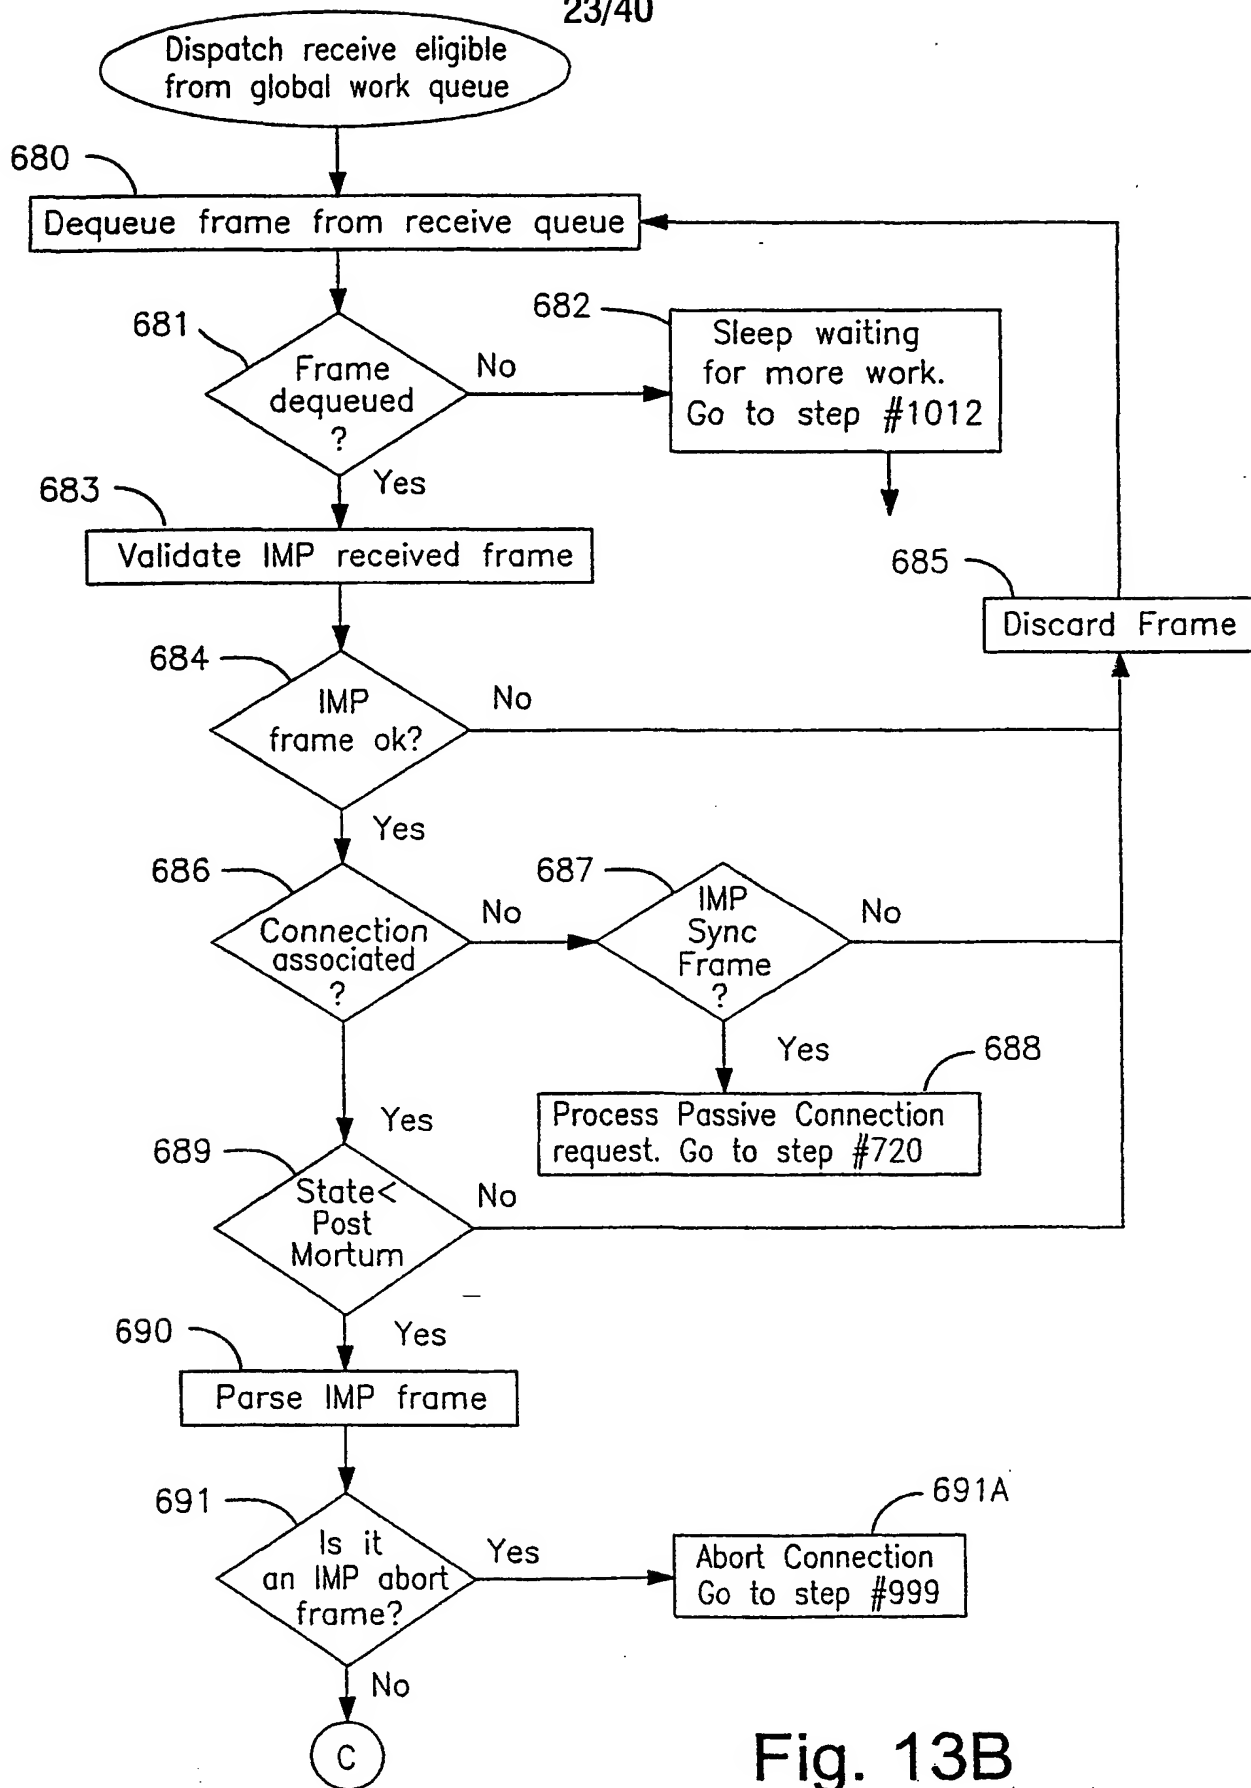 23/40
Dispatch receive eligible
from global work queue
680
Dequeue frame from receive queue
681
Frame
dequeued
?
No
682
Sleep waiting
for more work.
Go to step #1012
Yes
683
Validate IMP received frame
685
Discard Frame
684
IMP
frame ok?
No
Yes
686
Connection
associated
?
No
687
IMP
Sync
Frame
?
No
Yes
688
Process Passive Connection
request. Go to step #720
Yes
689
State<
Post
Mortum
No
Yes
690
Parse IMP frame
691
Is it
an IMP abort
frame?
Yes
691A
Abort Connection
Go to step #999
No
C
Fig. 13B